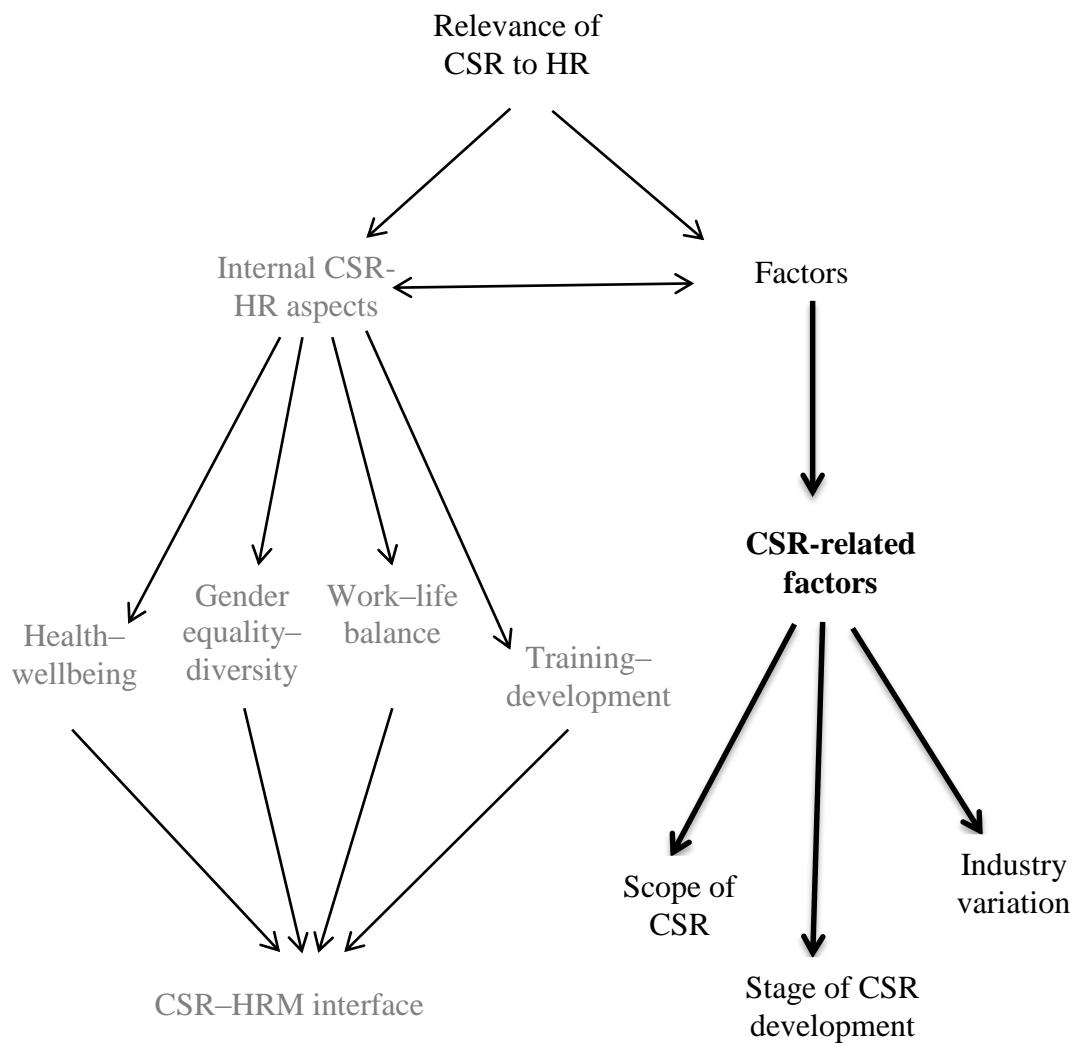 Relevance of
CSR to HR
Internal CSR-
HR aspects
Factors
CSR-related
factors
Health–
wellbeing
Gender
equality–
diversity
Work–life
balance
Training–
development
Scope of
CSR
Industry
variation
Stage of CSR
development
CSR–HRM interface